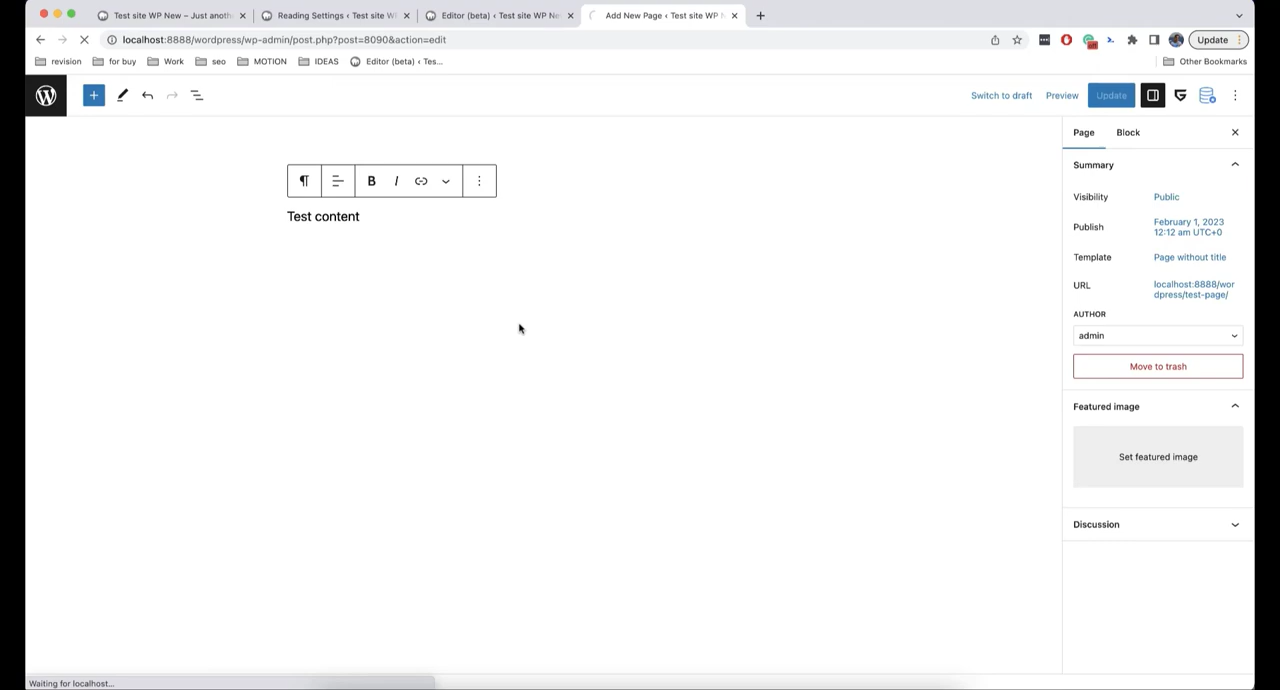 Test site WP New – Just anoth
Reading Settings ‹ Test site WP
Editor (beta) ‹ Test site WP Ne
Add New Page ‹ Test site WP N
localhost:8888/wordpress/wp-admin/post.php?post=8090&action=edit
Update
revision
for buy
Work
seo
MOTION
IDEAS
Editor (beta) ‹ Tes...
Other Bookmarks
Switch to draft
Preview
Update
Page
Block
B
I
Test content
Summary
Visibility
Public
Publish
February 1, 2023
12:12 am UTC+0
Template
Page without title
URL
localhost:8888/wor
dpress/test-page/
AUTHOR
admin
Move to trash
Featured image
Set featured image
Discussion
Waiting for localhost...